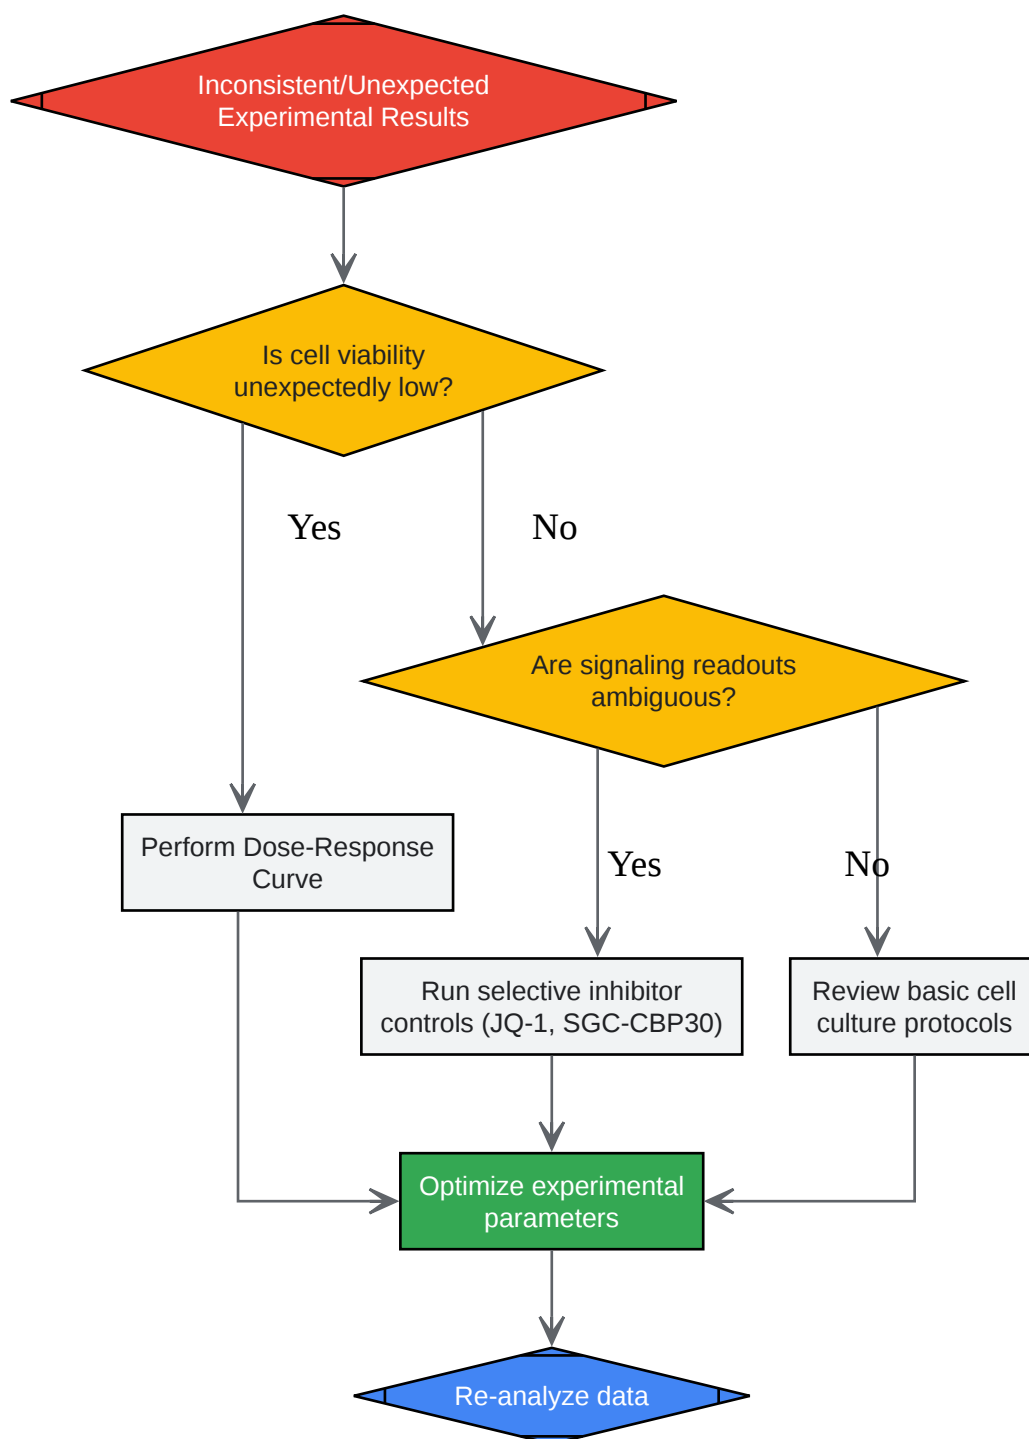 Inconsistent/Unexpected
Experimental Results
Is cell viability
unexpectedly low?
Yes
No
Are signaling readouts
ambiguous?
Perform Dose-Response
Curve
Yes
No
Run selective inhibitor
controls (JQ-1, SGC-CBP30)
Review basic cell
culture protocols
Optimize experimental
parameters
Re-analyze data